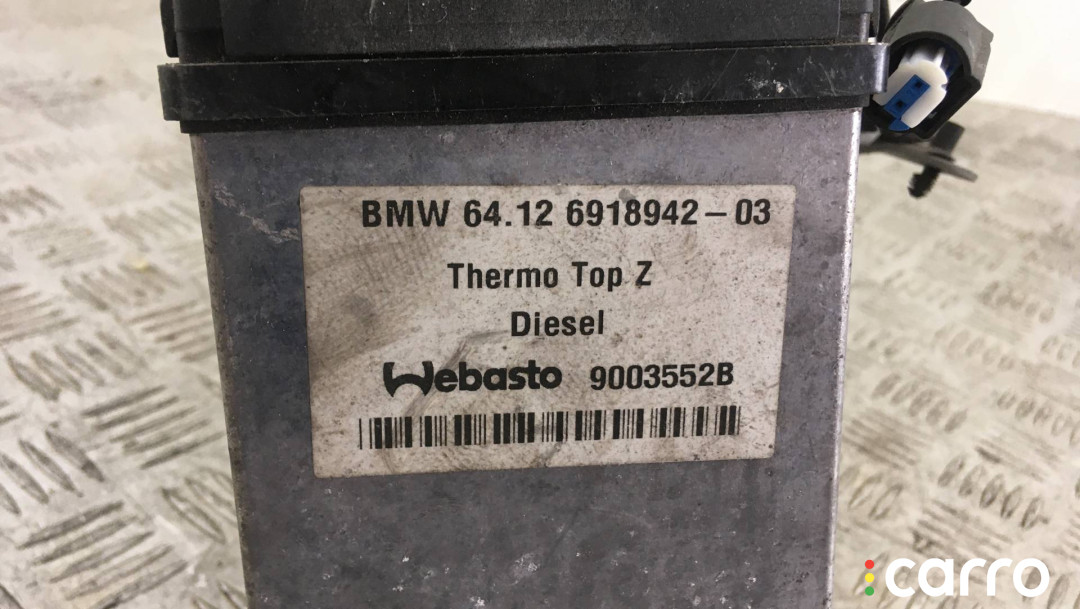 BMW 64.12 6918942-03
Thermo Top Z
Diesel
Webasto 9003552B
carro